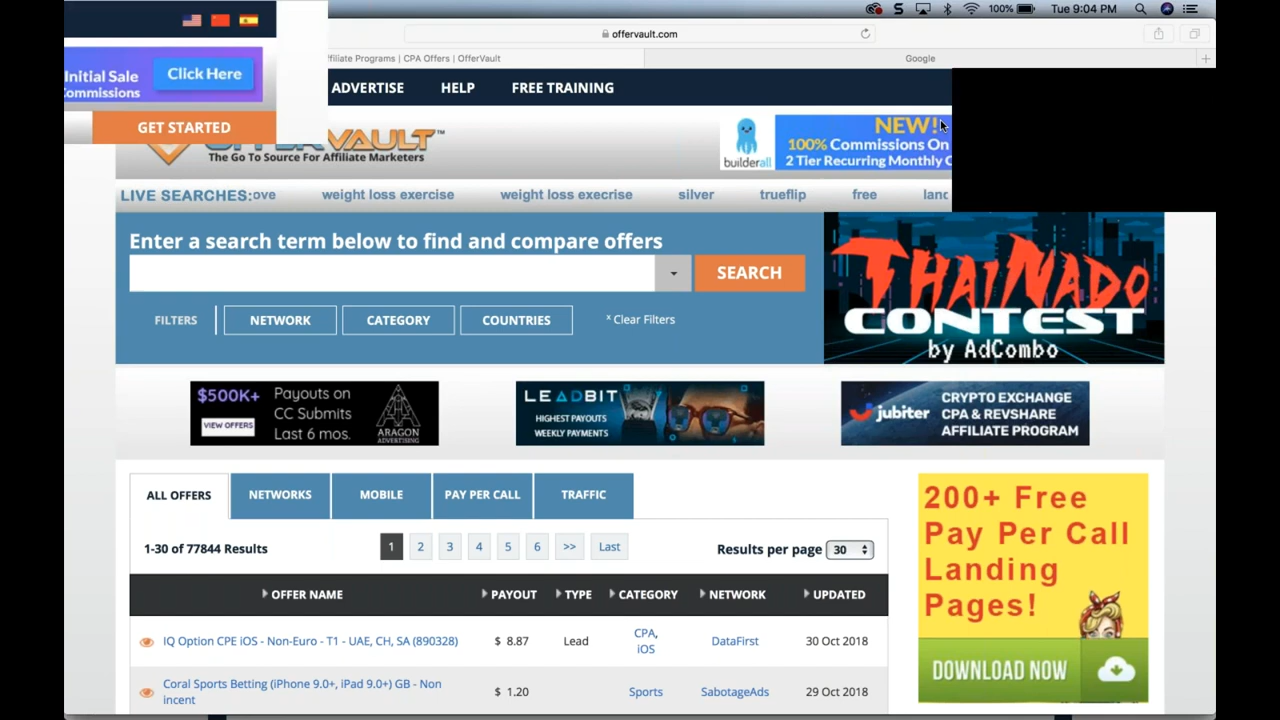 100%
Tue 9:04 PM
offervault.com
ffiliate Programs | CPA Offers | OfferVault
Google
Initial Sale
Commissions
Click Here
GET STARTED
ADVERTISE
HELP
FREE TRAINING
The Go To Source For Affiliate Marketers
builderall
NEW!
100% Commissions On
2 Tier Recurring Monthly C
LIVE SEARCHES:
ove
weight loss exercise
weight loss execrise
silver
trueflip
free
lanc
Enter a search term below to find and compare offers
SEARCH
FILTERS
NETWORK
CATEGORY
COUNTRIES
x Clear Filters
THAINADO
CONTEST
by AdCombo
$500K+
VIEW OFFERS
Payouts on
CC Submits
Last 6 mos.
ARAGON
ADVERTISING
LEADBIT
HIGHEST PAYOUTS
WEEKLY PAYMENTS
jubiter
CRYPTO EXCHANGE
CPA & REVSHARE
AFFILIATE PROGRAM
ALL OFFERS
NETWORKS
MOBILE
PAY PER CALL
TRAFFIC
1-30 of 77844 Results
1 2 3 4 5 6 >> Last
Results per page 30
OFFER NAME PAYOUT TYPE CATEGORY NETWORK UPDATED
IQ Option CPE iOS - Non-Euro - T1 - UAE, CH, SA (890328) $ 8.87 Lead CPA, DataFirst 30 Oct 2018
iOS
Coral Sports Betting (iPhone 9.0+, iPad 9.0+) GB - Non $ 1.20 Sports SabotageAds 29 Oct 2018
incent
200+ Free
Pay Per Call
Landing
Pages!
DOWNLOAD NOW